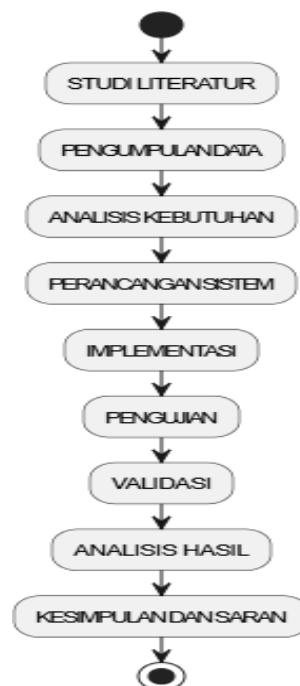 STUDI LITERATUR
PENGUMPULAN DATA
ANALISIS KEBUTUHAN
PERANCANGAN SISTEM
IMPLEMENTASI
PENGUJIAN
VALIDASI
ANALISIS HASIL
KESIMPULAN DAN SARAN